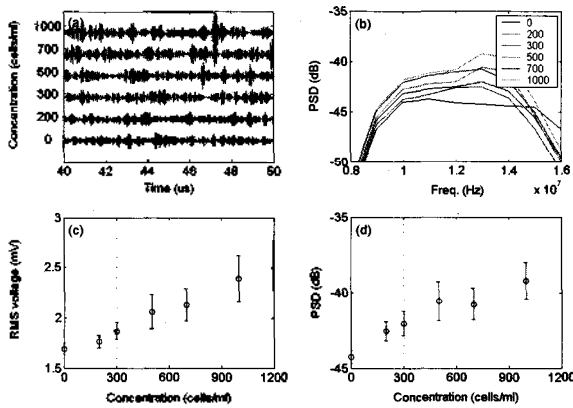 (a)
Concentration (cells/ml)
1000
700
500
300
200
0
40 42 44 46 48 50
Time (us)
(b)
PSD (dB)
-35
-40
-45
-50
0
200
300
500
700
1000
0.8 1 1.2 1.4 1.6
Freq. (Hz)
x 10⁷
(c)
RMS voltage (mV)
3
2.5
2
1.5
0 300 600 900 1200
Concentration (cells/ml)
(d)
PSD (dB)
-35
-40
-45
0 300 600 900 1200
Concentration (cells/ml)